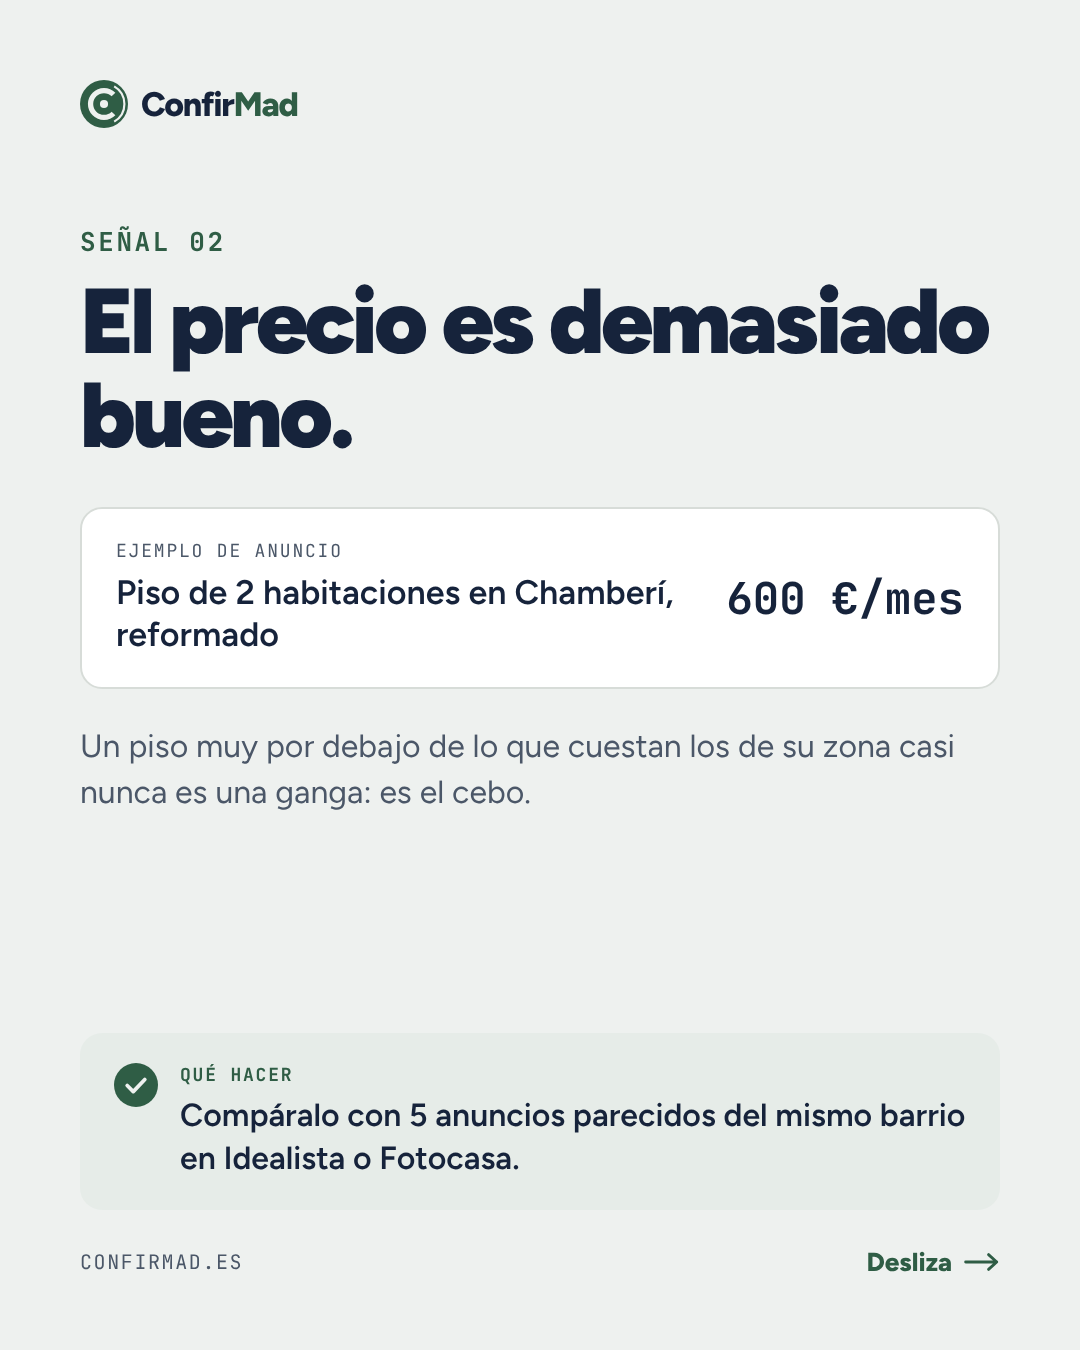 ConfirMad
SEÑAL 02
El precio es demasiado
bueno.
EJEMPLO DE ANUNCIO
Piso de 2 habitaciones en Chamberí,
reformado
600 €/mes
Un piso muy por debajo de lo que cuestan los de su zona casi
nunca es una ganga: es el cebo.
QUÉ HACER
Compáralo con 5 anuncios parecidos del mismo barrio
en Idealista o Fotocasa.
CONFIRMAD.ES
Desliza →